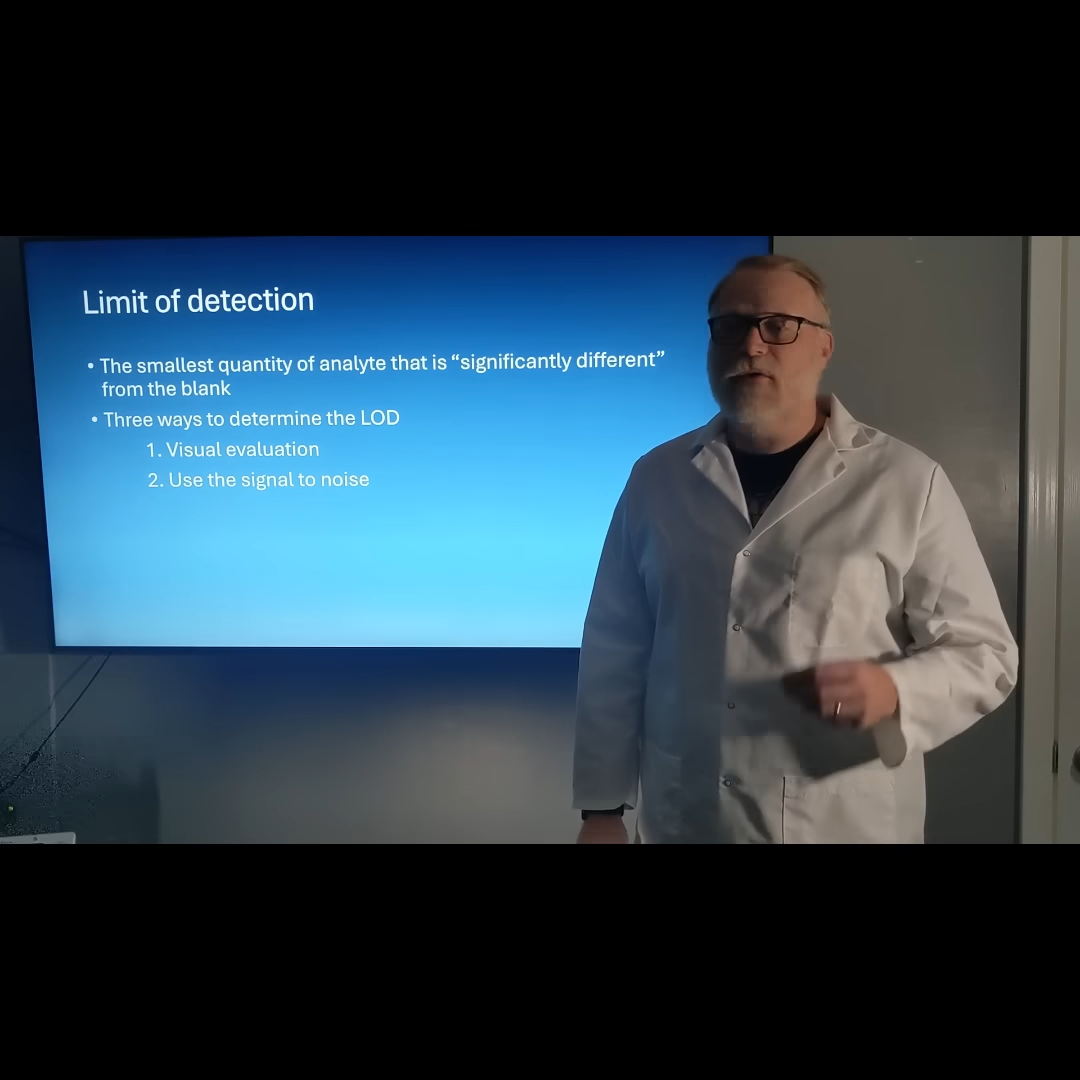 Limit of detection
• The smallest quantity of analyte that is “significantly different”
from the blank
• Three ways to determine the LOD
1. Visual evaluation
2. Use the signal to noise